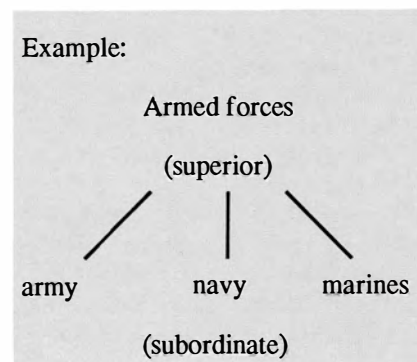 Example:
Armed forces
(superior)
army navy marines
(subordinate)